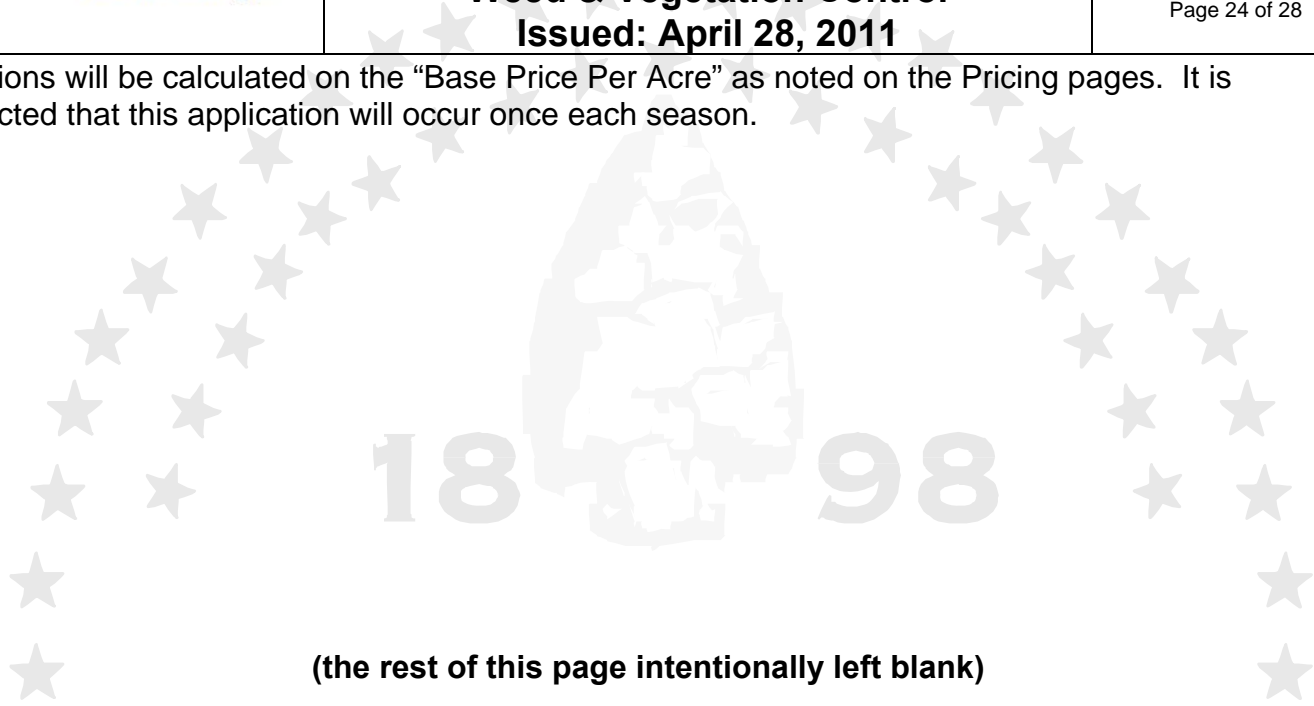 Weed & Vegetation Control
Issued: April 28, 2011
Page 24 of 28
ions will be calculated on the “Base Price Per Acre” as noted on the Pricing pages. It is
cted that this application will occur once each season.
18 98
(the rest of this page intentionally left blank)